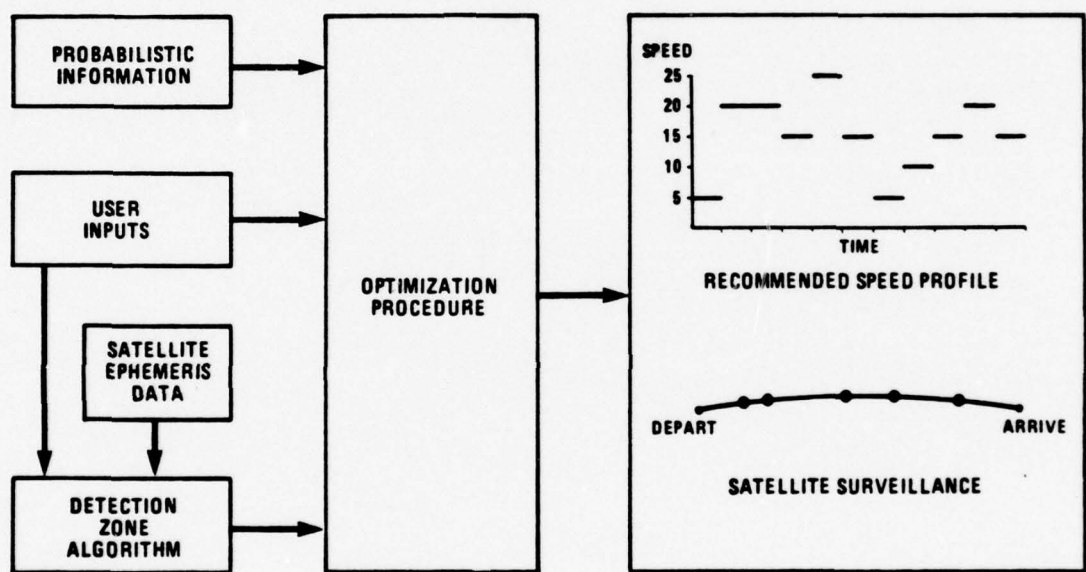 PROBABILISTIC
INFORMATION
USER
INPUTS
SATELLITE
EPHEMERIS
DATA
DETECTION
ZONE
ALGORITHM
OPTIMIZATION
PROCEDURE
SPEED
25
20
15
10
5
TIME
RECOMMENDED SPEED PROFILE
DEPART
ARRIVE
SATELLITE SURVEILLANCE